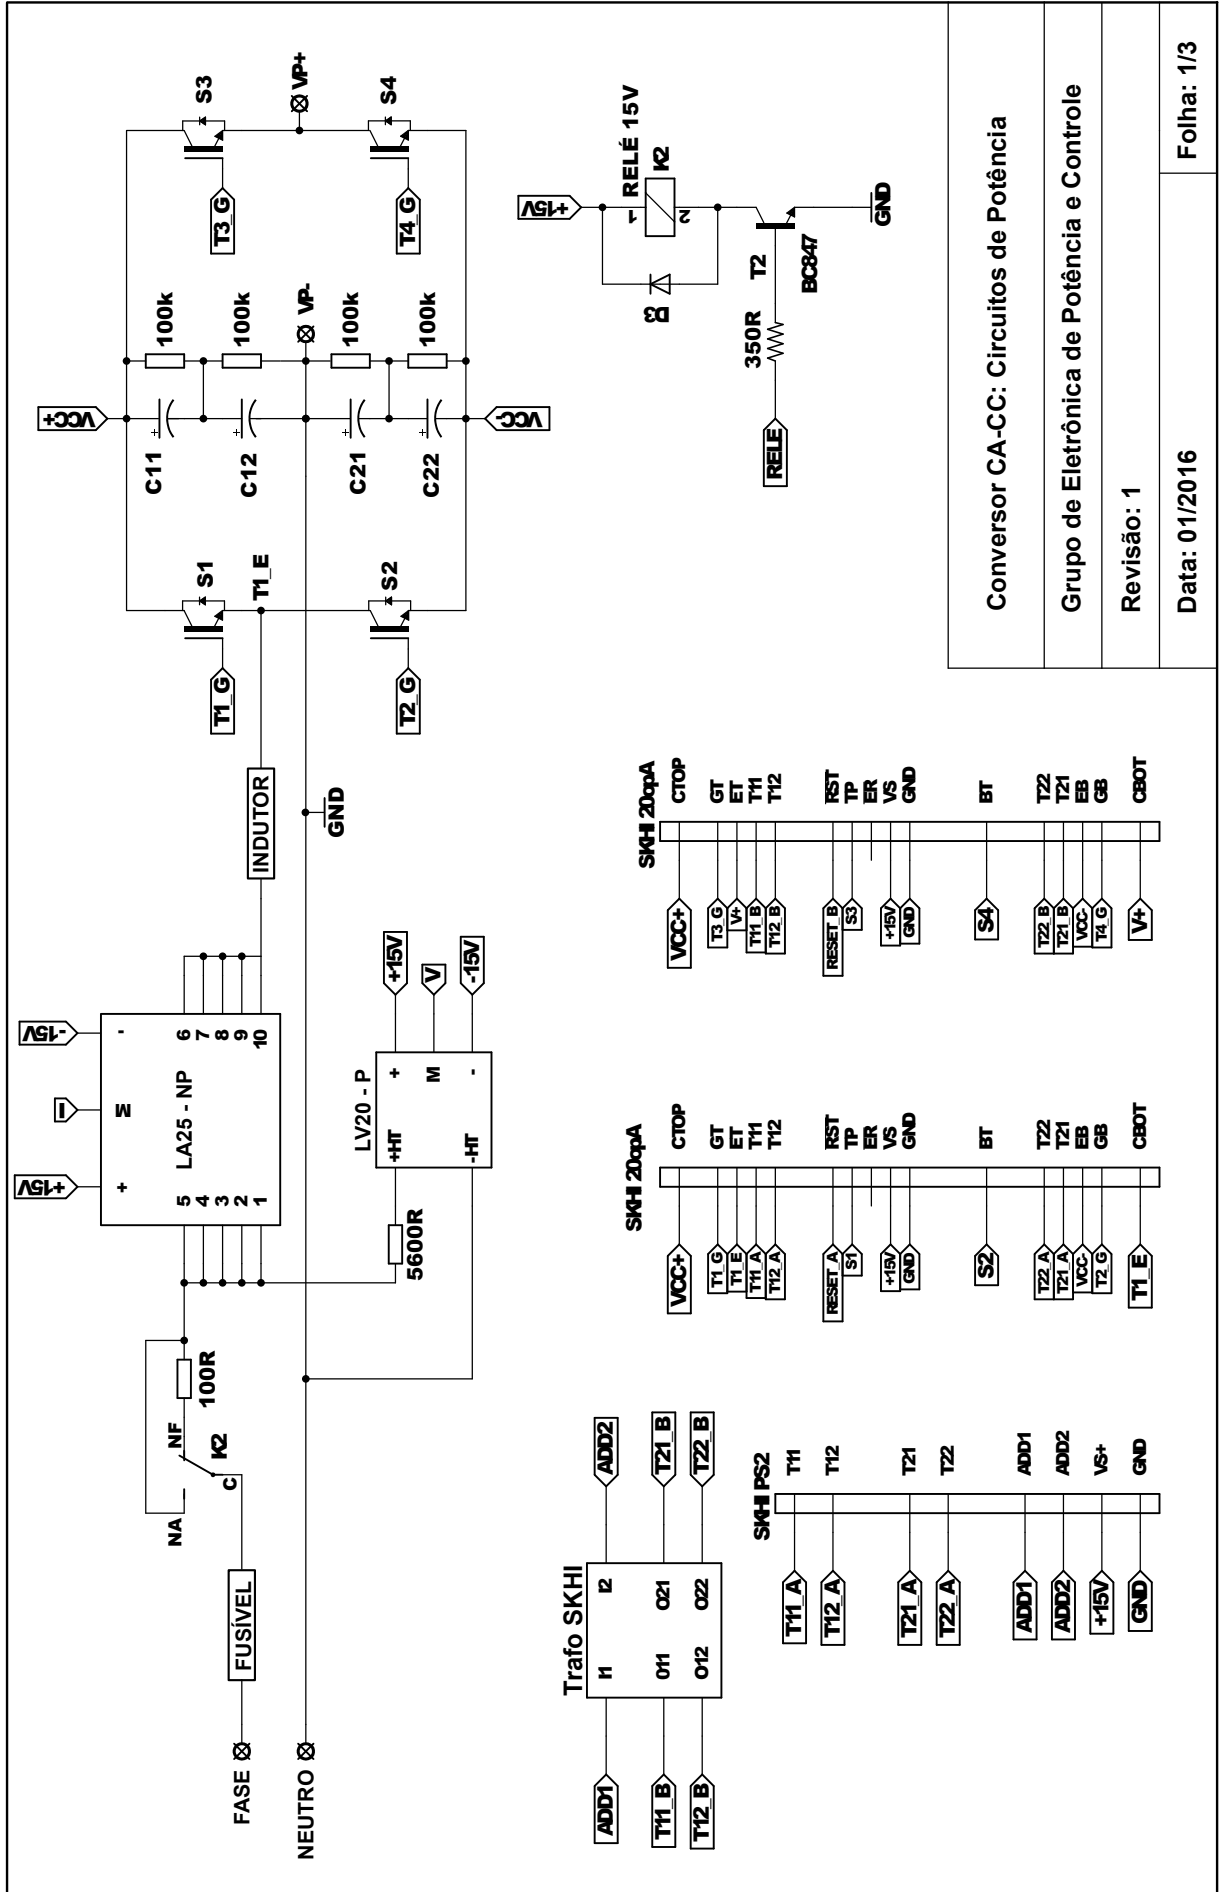 FASE
NEUTRO
FUSÍVEL
NA
NF
C
K2
100R
5600R
+15V
I
-15V
+
M
-
LA25 - NP
5
4
3
2
1
6
7
8
9
10
LV20 - P
+HT
-HT
+
M
-
+15V
V
-15V
INDUTOR
GND
T1_G
S1
T1_E
T2_G
S2
VCC+
C11
C12
C21
C22
VCC-
100k
100k
VP-
100k
100k
T3_G
S3
VP+
T4_G
S4
+15V
RELÉ 15V
1
K2
2
D3
T2
BC847
350R
RELE
GND
Trafo SKHI
ADD1
I1
I2
ADD2
T11_B
O11
O21
T21_B
T12_B
O12
O22
T22_B
SKHI PS2
T11_A T11
T12_A T12
T21_A T21
T22_A T22
ADD1 ADD1
ADD2 ADD2
+15V VS+
GND GND
SKHI 20opA
VCC+ CTOP
T1_G GT
T1_E ET
T11_A T11
T12_A T12
RESET_A RST
S1 TP
ER
+15V VS
GND GND
S2 BT
T22_A T22
T21_A T21
VCC- EB
T2_G GB
T1_E CBOT
SKHI 20opA
VCC+ CTOP
T3_G GT
V+ ET
T11_B T11
T12_B T12
RESET_B RST
S3 TP
ER
+15V VS
GND GND
S4 BT
T22_B T22
T21_B T21
VCC- EB
T4_G GB
V+ CBOT
Conversor CA-CC: Circuitos de Potência
Grupo de Eletrônica de Potência e Controle
Revisão: 1
Data: 01/2016
Folha: 1/3